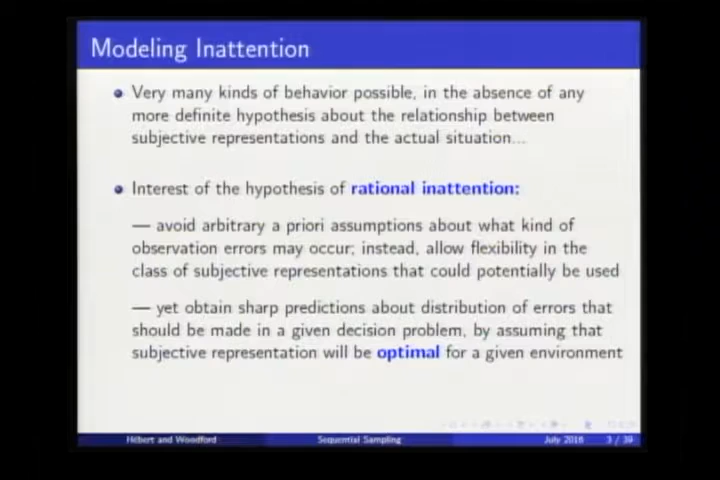 Modeling Inattention
Very many kinds of behavior possible, in the absence of any
more definite hypothesis about the relationship between
subjective representations and the actual situation...
Interest of the hypothesis of rational inattention:
— avoid arbitrary a priori assumptions about what kind of
observation errors may occur; instead, allow flexibility in the
class of subjective representations that could potentially be used
— yet obtain sharp predictions about distribution of errors that
should be made in a given decision problem, by assuming that
subjective representation will be optimal for a given environment
Hébert and Woodford
Sequential Sampling
July 2016
3 / 39